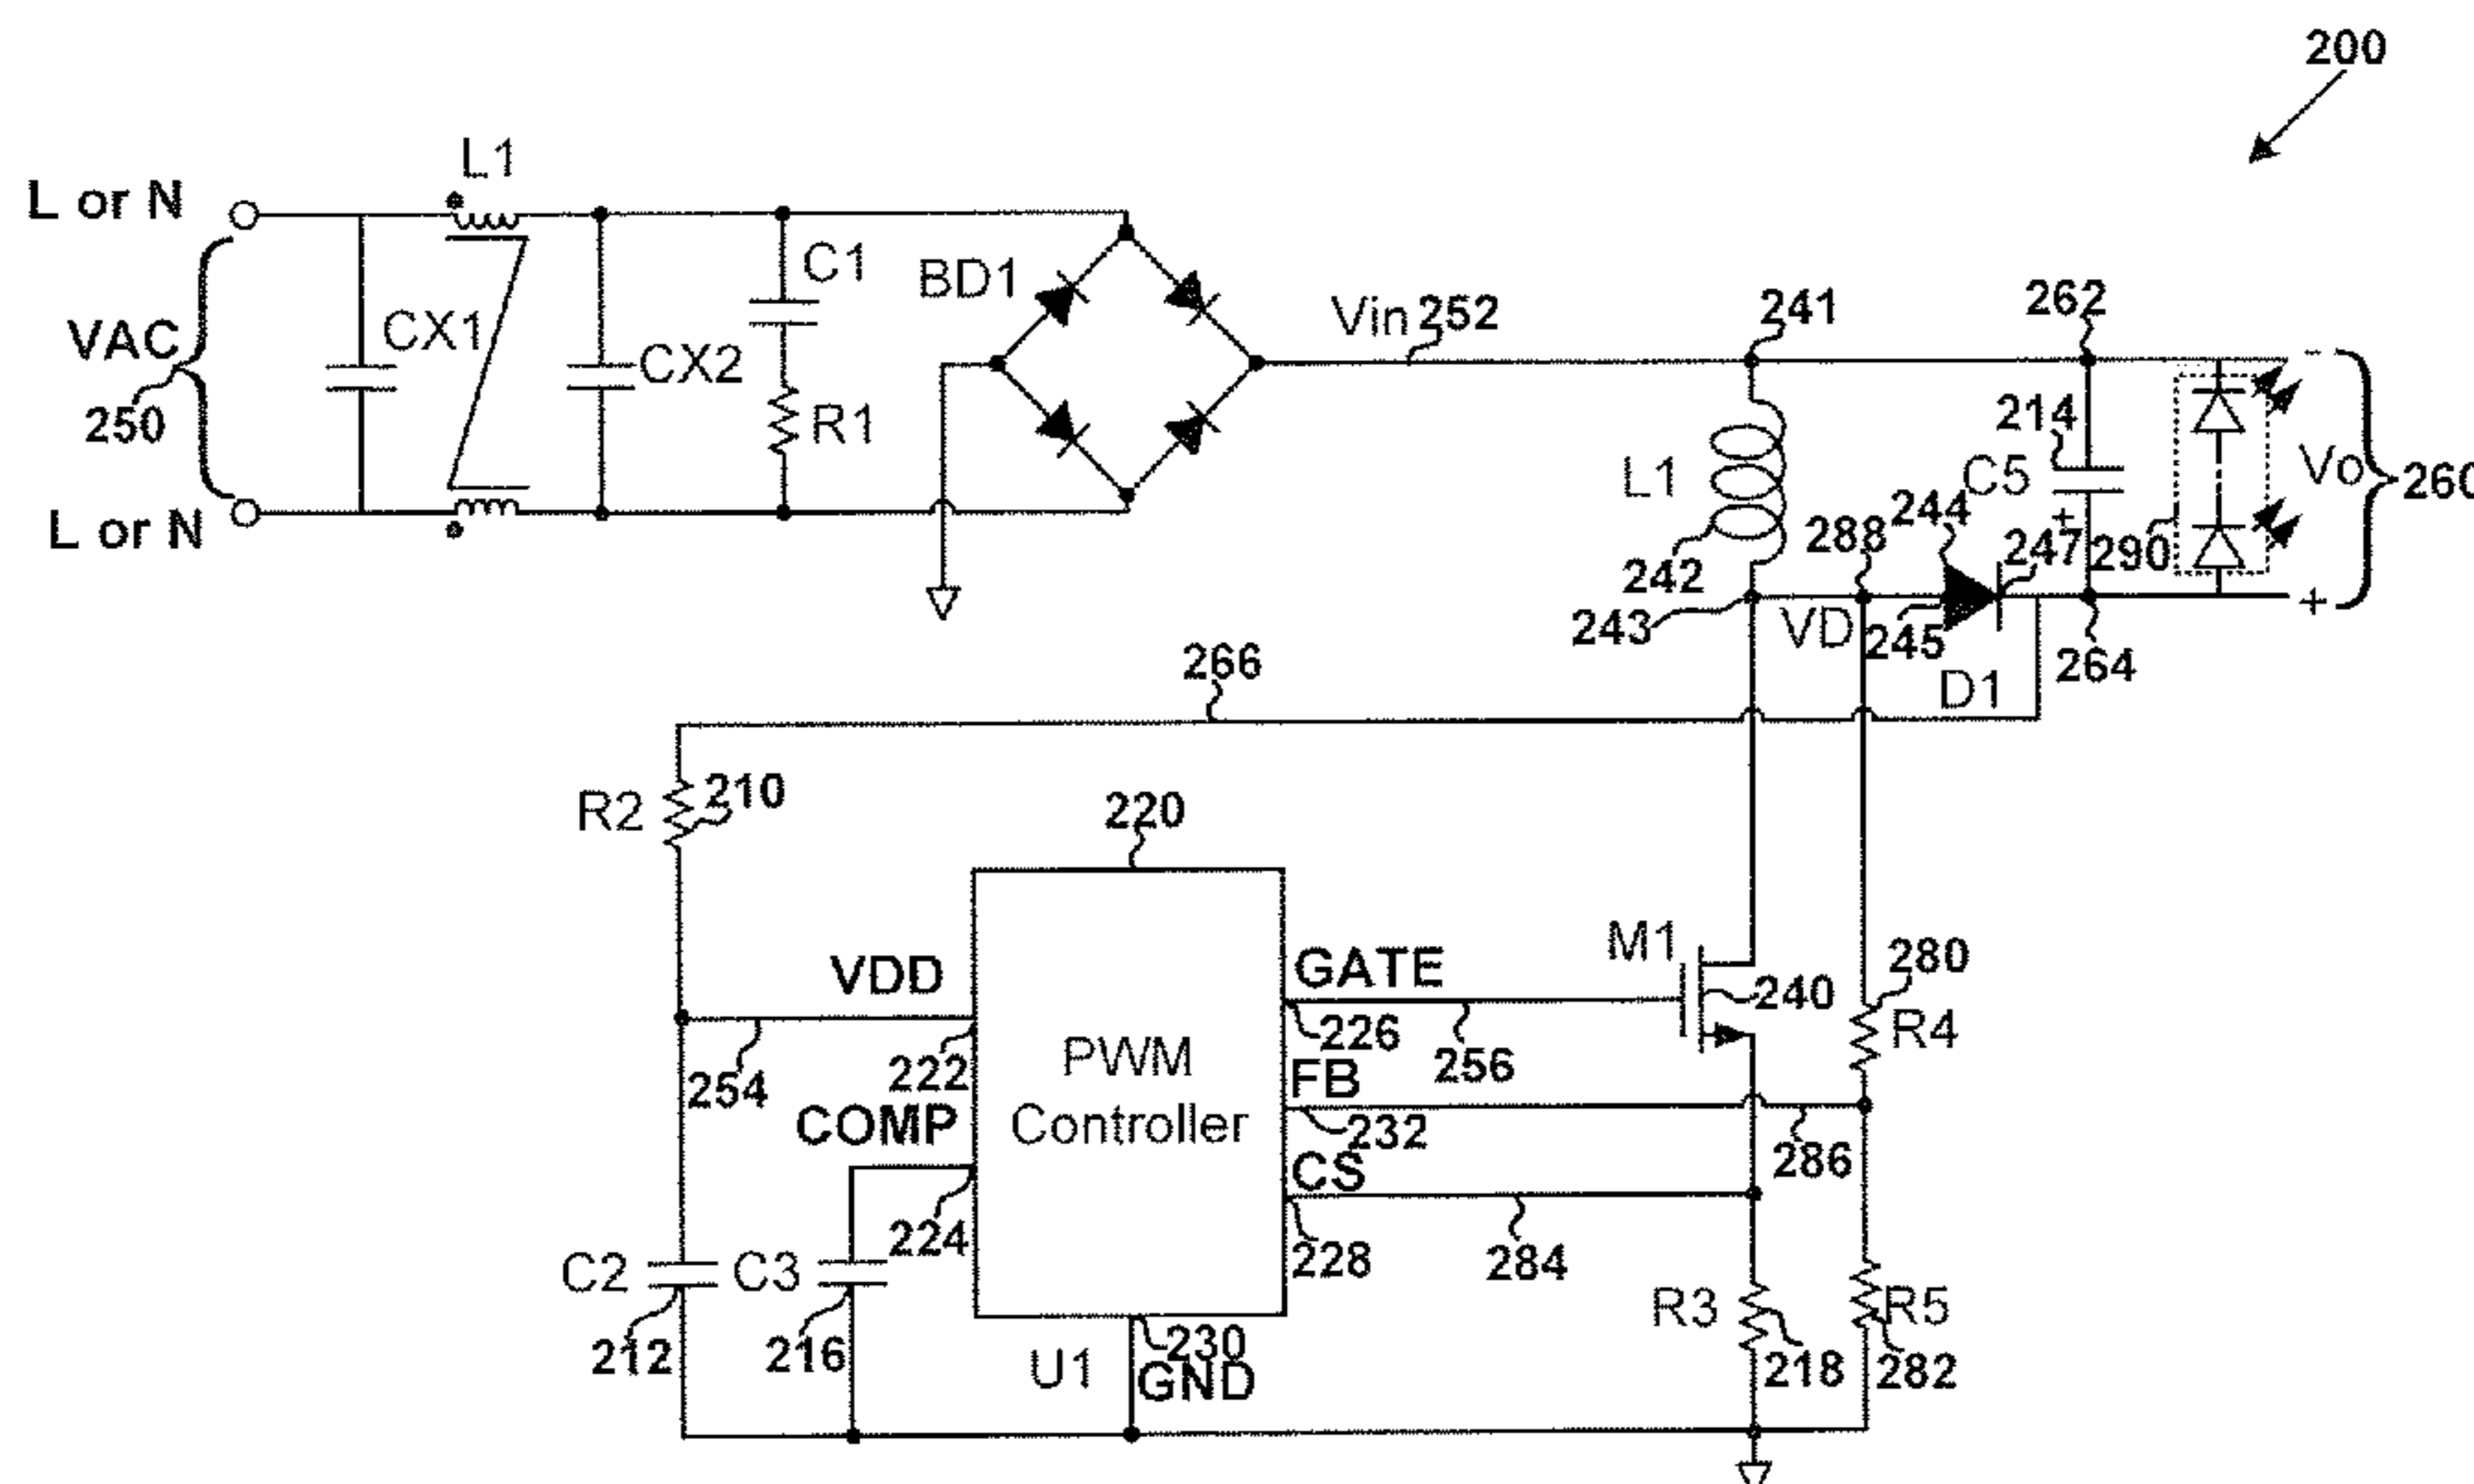 200
L1
L or N
C1
BD1
CX1
VAC
CX2
250
R1
L or N
Vin 252
241
262
-
214
C5
Vo
260
L1
242
288
244
+
247
290
243
VD
245
D1
264
+
266
R2
210
220
VDD
GATE
M1
240
280
R4
222
254
PWM
Controller
226
256
FB
232
286
COMP
224
CS
228
284
C2
212
C3
216
U1
230
GND
R3
218
R5
282